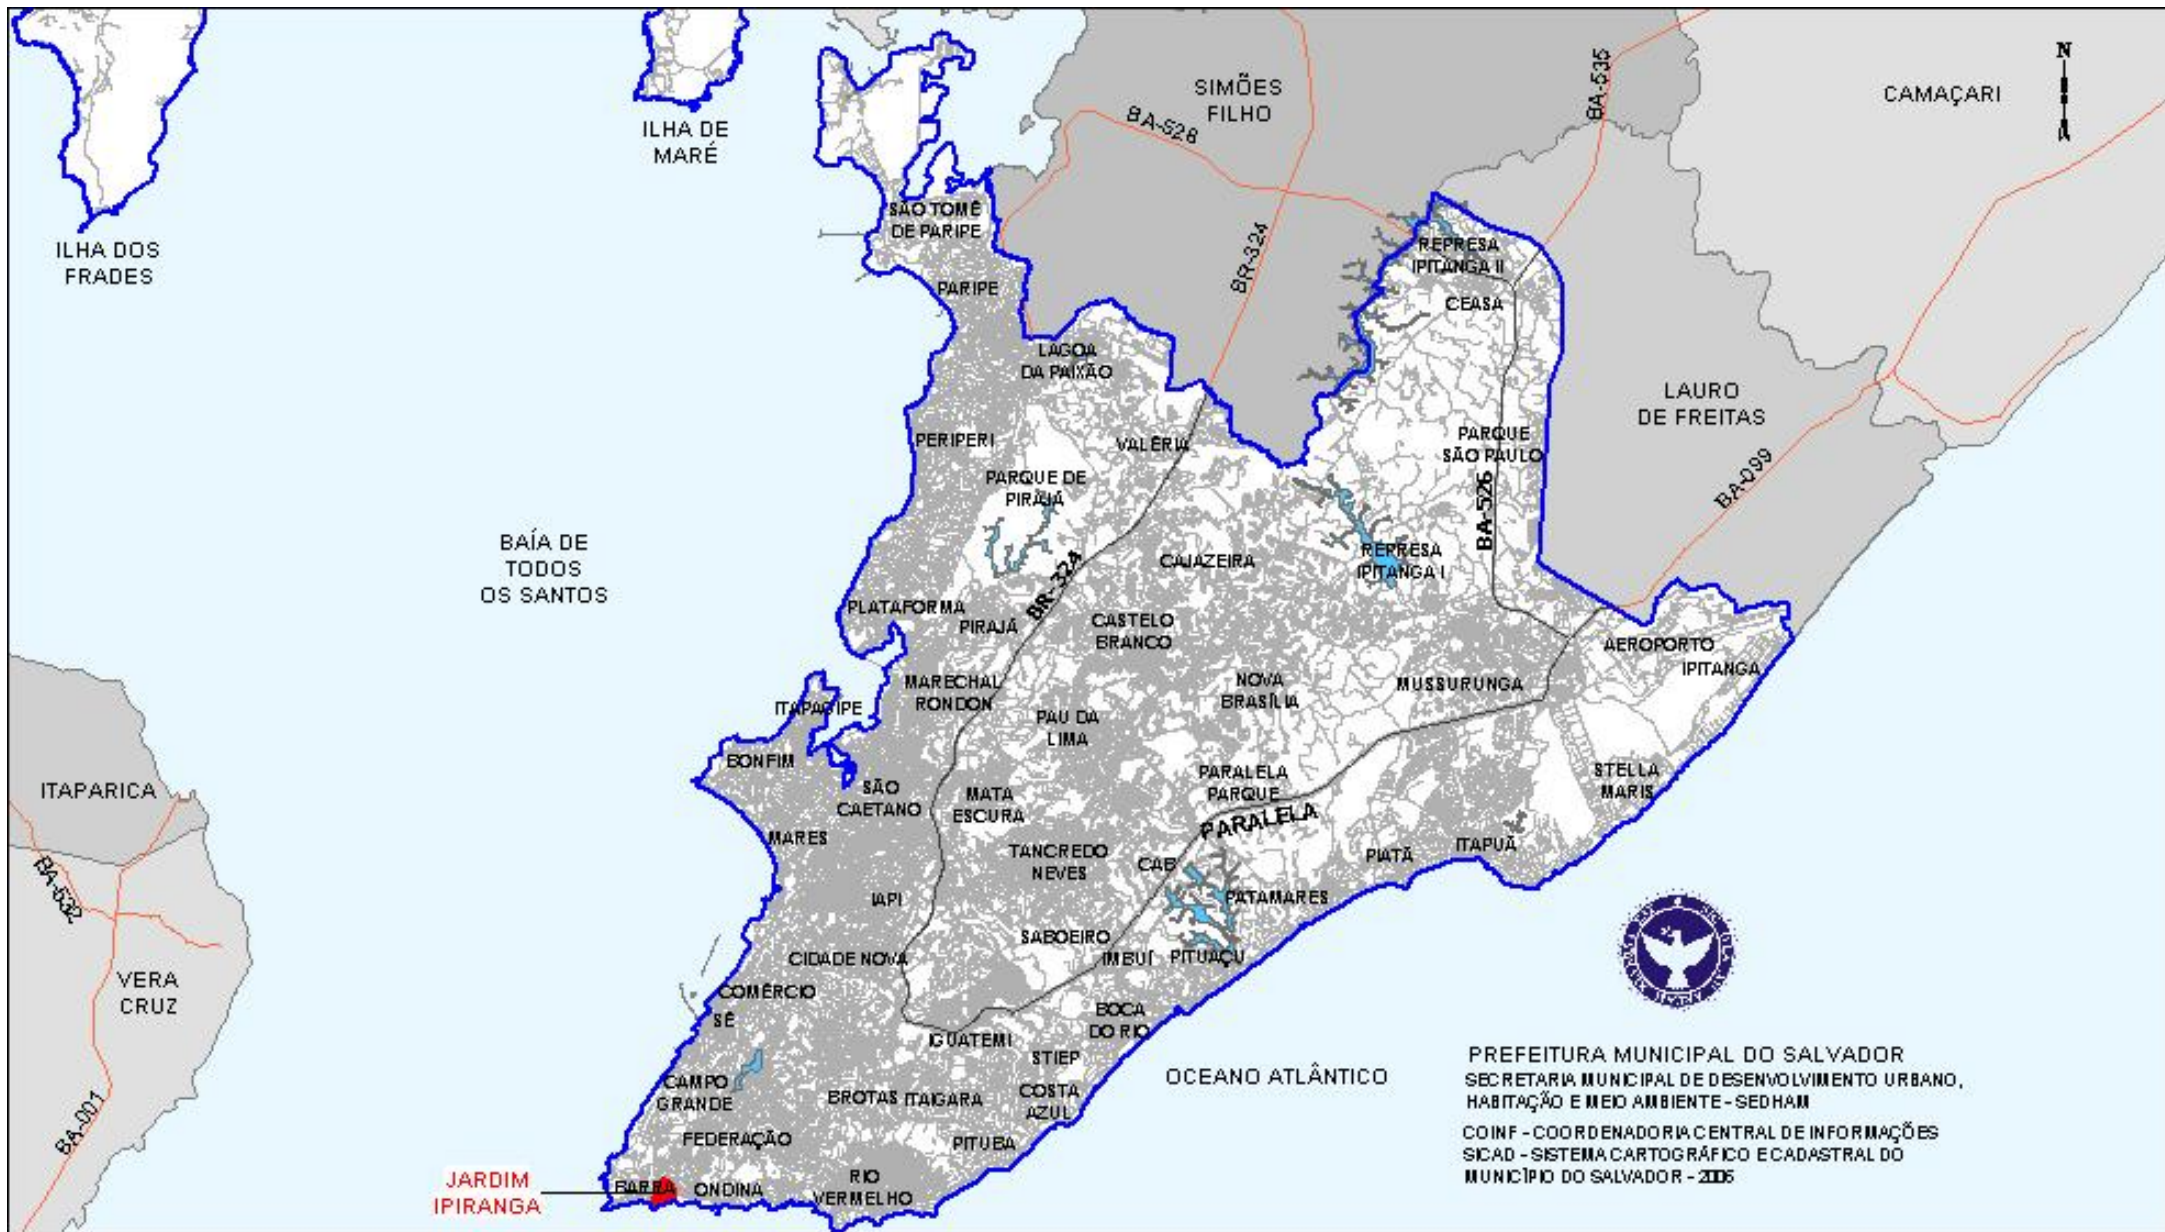 SIMÕES
FILHO
CAMAÇARI
N
BA-535
BA-526
BR-324
ILHA DE
MARÉ
ILHA DOS
FRADES
SÃO TOMÉ
DE PARIPE
PARIPE
REPRESA
IPITANGA II
CEASA
LAGOA
DA PAIXÃO
LAURO
DE FREITAS
PERIPERI
VALÉRIA
PARQUE
SÃO PAULO
PARQUE DE
PIRAJÁ
BA-099
BA-526
BAÍA DE
TODOS
OS SANTOS
CAJAZEIRA
REPRESA
IPITANGA I
BR-324
PLATAFORMA
PIRAJÁ
CASTELO
BRANCO
AEROPORTO
IPITANGA
MARECHAL
RONDON
NOVA
BRASÍLIA
MUSSURUNGA
ITAPAGIPE
PAU DA
LIMA
BONFIM
SÃO
CAETANO
MATA
ESCURA
PARALELA
PARQUE
STELLA
MARIS
ITAPARICA
PARALELA
MARES
TANCREDO
NEVES
CAB
PIATÃ
ITAPUÃ
BA-532
IAPI
PATAMARES
SABOEIRO
IMBUÍ
PITUAÇU
CIDADE NOVA
VERA
CRUZ
COMÉRCIO
SÉ
BOCA
DO RIO
IGUATEMI
STIEP
OCEANO ATLÂNTICO
CAMPO
GRANDE
BROTAS
ITAIGARA
COSTA
AZUL
BA-001
FEDERAÇÃO
PITUBA
JARDIM
IPIRANGA
BARRA
ONDINA
RIO
VERMELHO
PREFEITURA MUNICIPAL DO SALVADOR
SECRETARIA MUNICIPAL DE DESENVOLVIMENTO URBANO,
HABITAÇÃO E MEIO AMBIENTE - SEDHAM
COINF - COORDENADORIA CENTRAL DE INFORMAÇÕES
SICAD - SISTEMA CARTOGRÁFICO E CADASTRAL DO
MUNICÍPIO DO SALVADOR - 2006